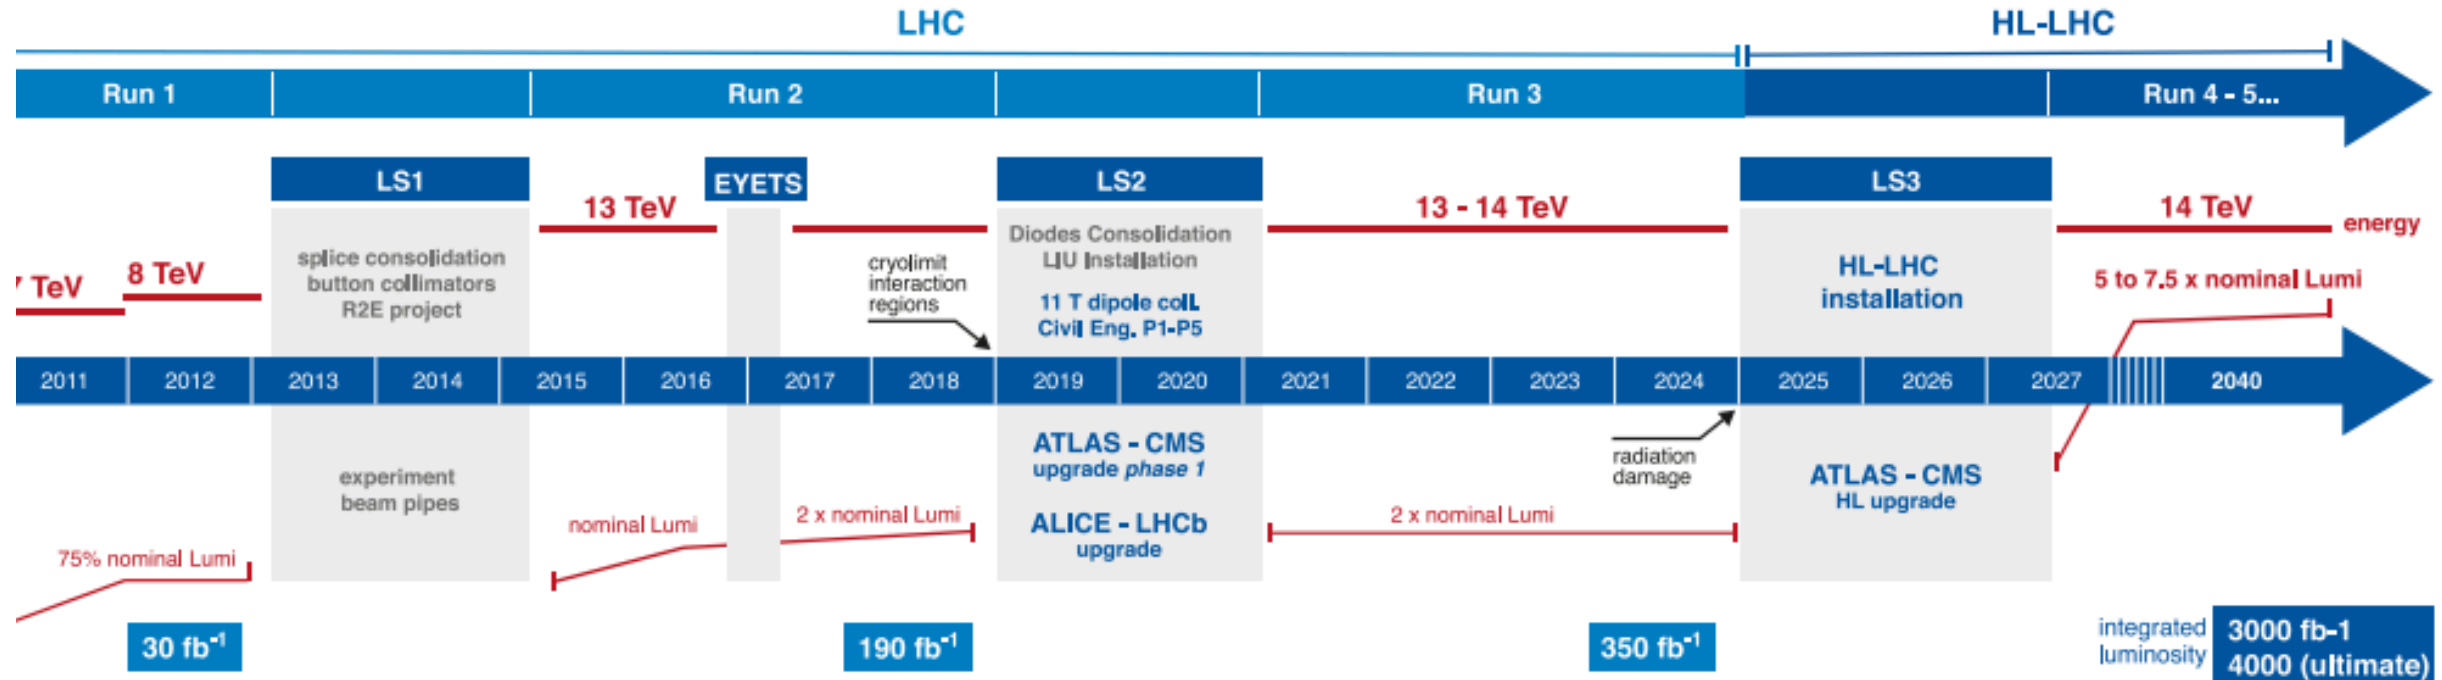 LHC
HL-LHC
Run 1
Run 2
Run 3
Run 4 - 5...
LS1
EYETS
LS2
LS3
TeV
8 TeV
13 TeV
13 - 14 TeV
14 TeV
energy
splice consolidation
button collimators
R2E project
cryolimit
interaction
regions
Diodes Consolidation
LIU Installation
11 T dipole coll.
Civil Eng. P1-P5
HL-LHC
installation
5 to 7.5 x nominal Lumi
2011
2012
2013
2014
2015
2016
2017
2018
2019
2020
2021
2022
2023
2024
2025
2026
2027
2040
experiment
beam pipes
ATLAS - CMS
upgrade phase 1
ALICE - LHCb
upgrade
radiation
damage
ATLAS - CMS
HL upgrade
75% nominal Lumi
nominal Lumi
2 x nominal Lumi
2 x nominal Lumi
30 fb⁻¹
190 fb⁻¹
350 fb⁻¹
integrated
luminosity
3000 fb-1
4000 (ultimate)